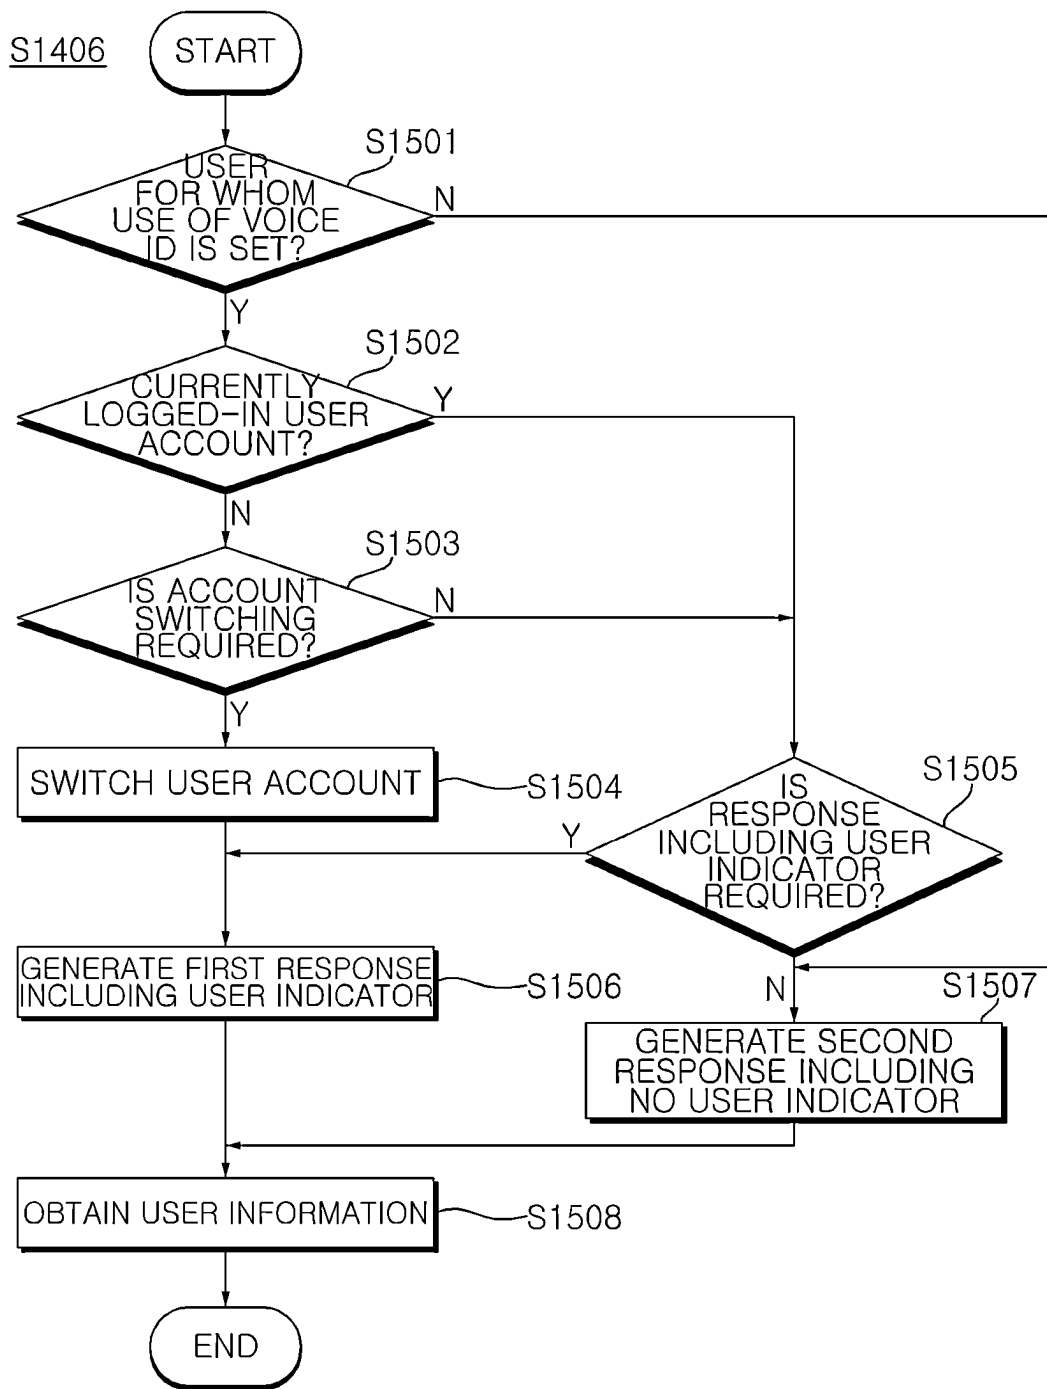 S1406
START
S1501
USER
FOR WHOM
USE OF VOICE
ID IS SET?
N
Y
S1502
CURRENTLY
LOGGED-IN USER
ACCOUNT?
Y
N
S1503
IS ACCOUNT
SWITCHING
REQUIRED?
N
Y
SWITCH USER ACCOUNT
S1504
S1505
IS
RESPONSE
INCLUDING USER
INDICATOR
REQUIRED?
Y
N
GENERATE FIRST RESPONSE
INCLUDING USER INDICATOR
S1506
S1507
GENERATE SECOND
RESPONSE INCLUDING
NO USER INDICATOR
OBTAIN USER INFORMATION
S1508
END